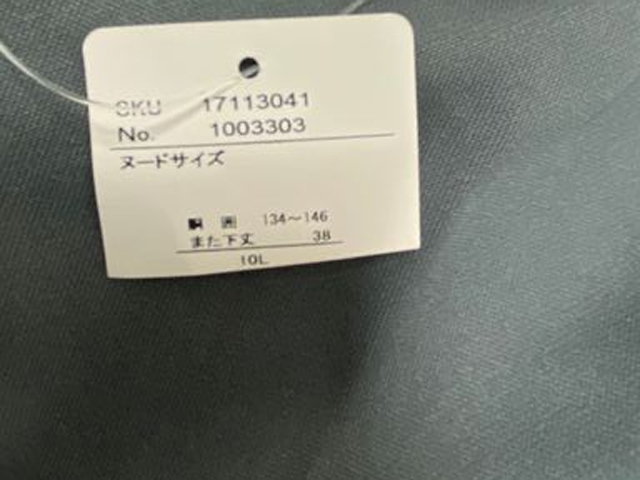 SKU 17113041
No. 1003303
ヌードサイズ
胴 囲 134～146
また下丈 38
10L